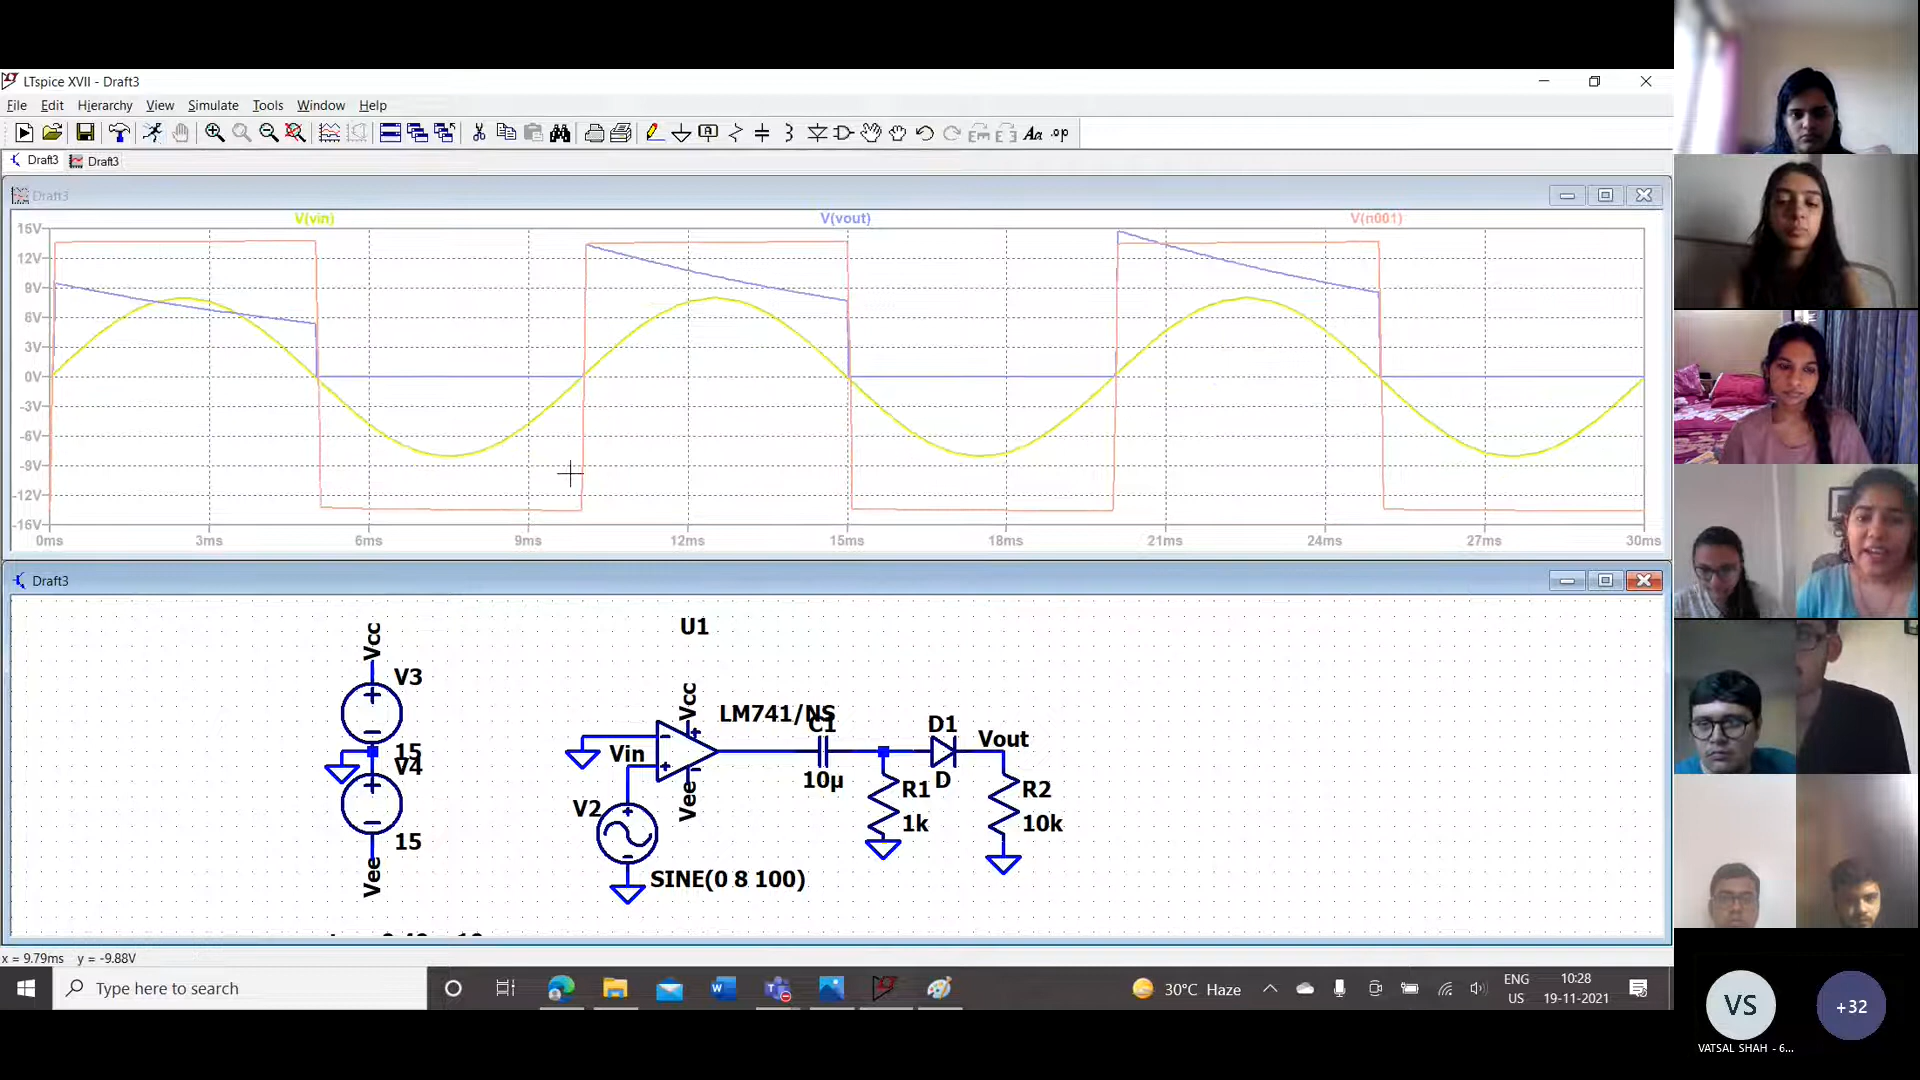 LTspice XVII - Draft3
File Edit Hierarchy View Simulate Tools Window Help
Draft3 Draft3
Draft3
V(vin) V(vout) V(n001)
15V
12V
9V
6V
3V
0V
-3V
-6V
-9V
-12V
-15V
0ms 3ms 6ms 9ms 12ms 15ms 18ms 21ms 24ms 27ms 30ms
Draft3
Vcc
V3
15
V4
15
Vee
U1
Vcc
LM741/NS
Vin
Vee
V2
SINE(0 8 100)
C1
10µ
D1
D
Vout
R1
1k
R2
10k
x = 9.79ms y = -9.88V
Type here to search
30°C Haze
ENG
US
10:28
19-11-2021
VS
+32
VATSAL SHAH - 6...